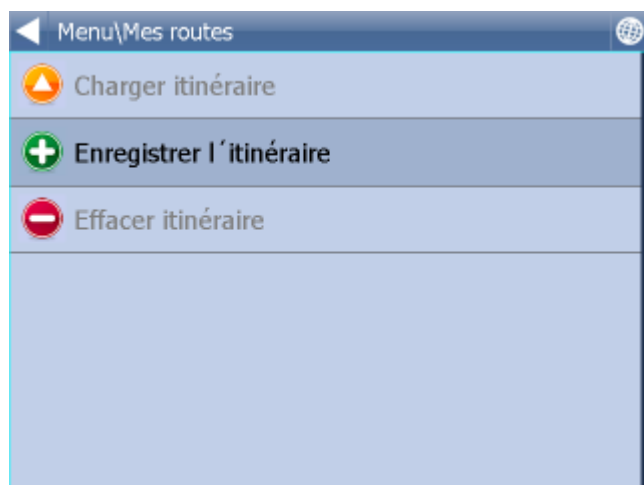 Menu\Mes routes
Charger itinéraire
Enregistrer l´itinéraire
Effacer itinéraire